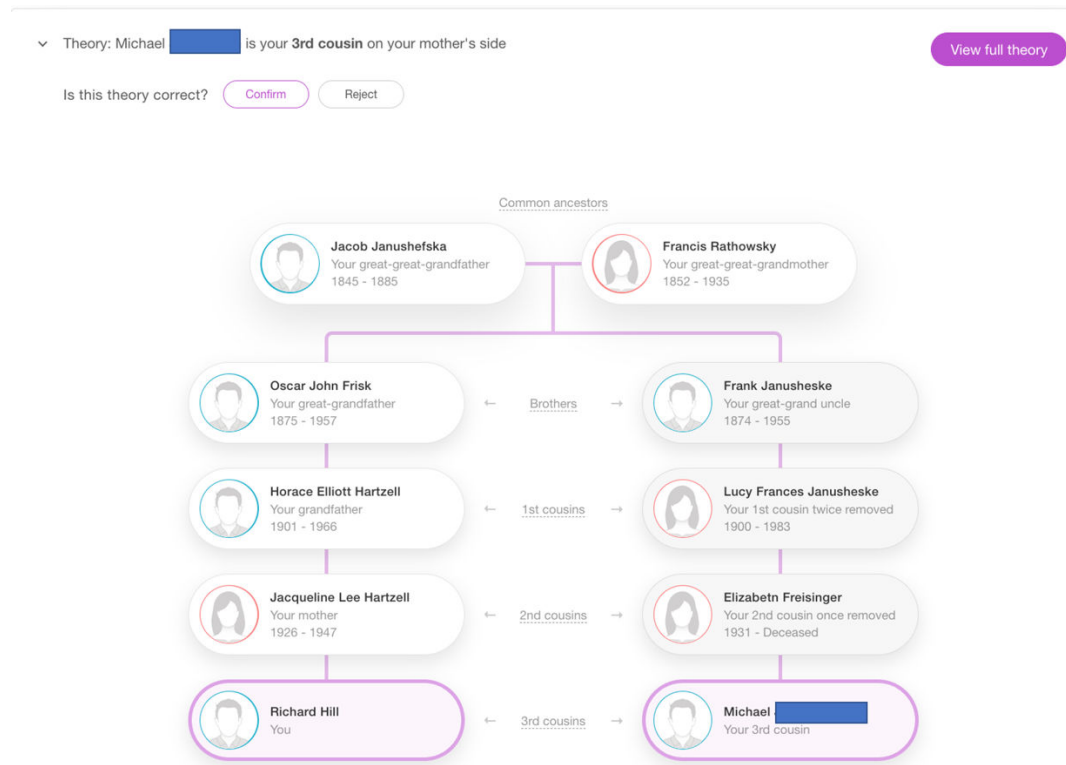 Theory: Michael is your 3rd cousin on your mother's side
View full theory
Is this theory correct? Confirm Reject
Common ancestors
Jacob Janushefska
Your great-great-grandfather
1845 - 1885
Francis Rathowsky
Your great-great-grandmother
1852 - 1935
Oscar John Frisk
Your great-grandfather
1875 - 1957
← Brothers →
Frank Janusheske
Your great-grand uncle
1874 - 1955
Horace Elliott Hartzell
Your grandfather
1901 - 1966
← 1st cousins →
Lucy Frances Janusheske
Your 1st cousin twice removed
1900 - 1983
Jacqueline Lee Hartzell
Your mother
1926 - 1947
← 2nd cousins →
Elizabetn Freisinger
Your 2nd cousin once removed
1931 - Deceased
Richard Hill
You
← 3rd cousins →
Michael
Your 3rd cousin